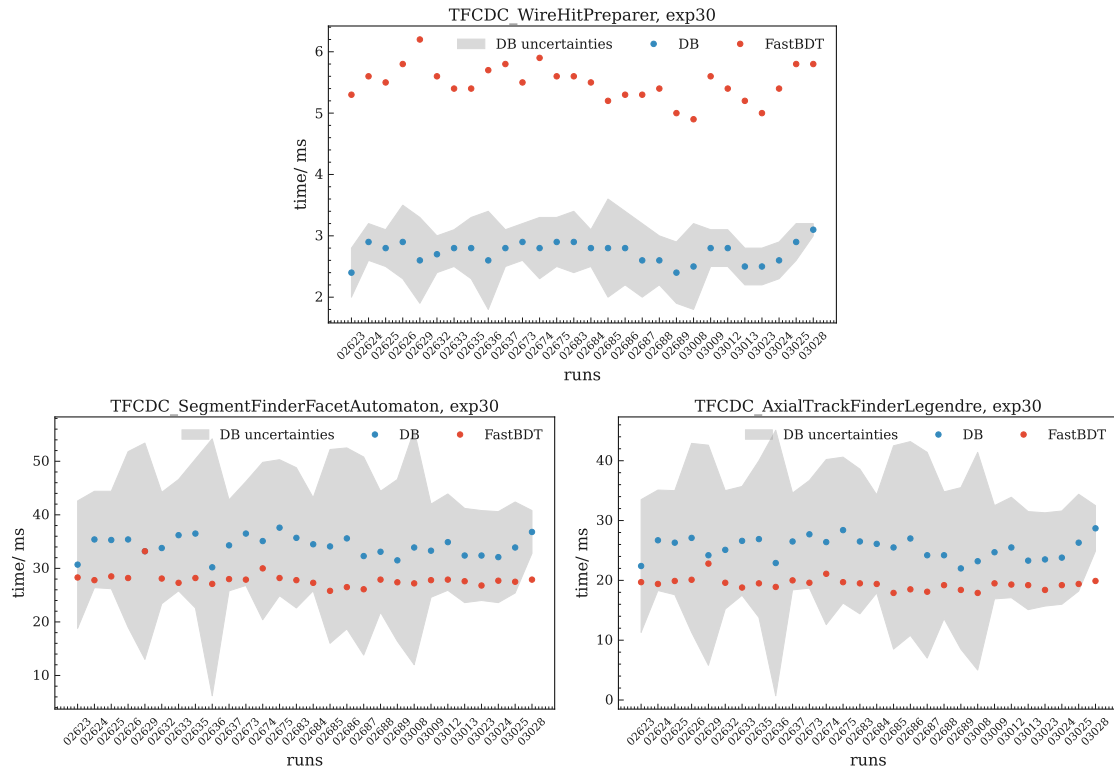 TFCDC_WireHitPreparer, exp30
DB uncertainties DB FastBDT
6
5
4
3
2
time/ ms
02623 02624 02625 02626 02629 02632 02633 02635 02636 02637 02673 02674 02675 02683 02684 02685 02686 02687 02688 02689 03008 03009 03012 03013 03023 03024 03025 03028
runs
TFCDC_SegmentFinderFacetAutomaton, exp30
DB uncertainties DB FastBDT
50
40
30
20
10
time/ ms
02623 02624 02625 02626 02629 02632 02633 02635 02636 02637 02673 02674 02675 02683 02684 02685 02686 02687 02688 02689 03008 03009 03012 03013 03023 03024 03025 03028
runs
TFCDC_AxialTrackFinderLegendre, exp30
DB uncertainties DB FastBDT
40
30
20
10
0
time/ ms
02623 02624 02625 02626 02629 02632 02633 02635 02636 02637 02673 02674 02675 02683 02684 02685 02686 02687 02688 02689 03008 03009 03012 03013 03023 03024 03025 03028
runs